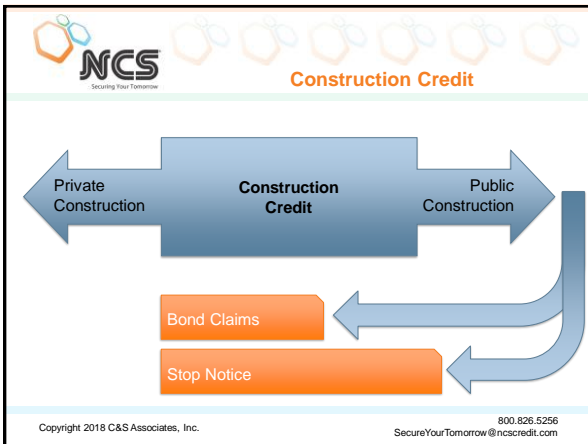 NCS
Securing Your Tomorrow
Construction Credit
Private
Construction
Construction
Credit
Public
Construction
Bond Claims
Stop Notice
Copyright 2018 C&S Associates, Inc.
800.826.5256
SecureYourTomorrow@ncscredit.com